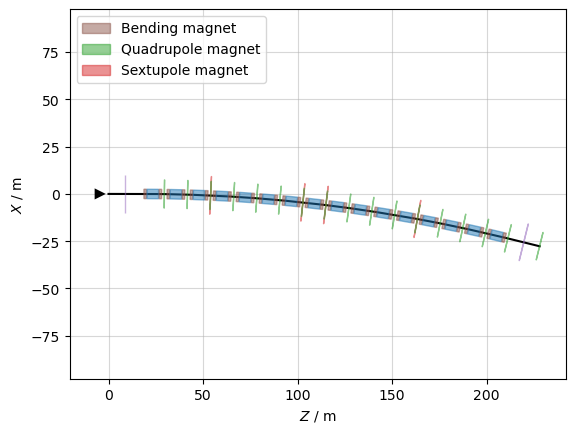 Bending magnet
Quadrupole magnet
Sextupole magnet
75
50
25
0
−25
−50
−75
X / m
0
50
100
150
200
Z / m